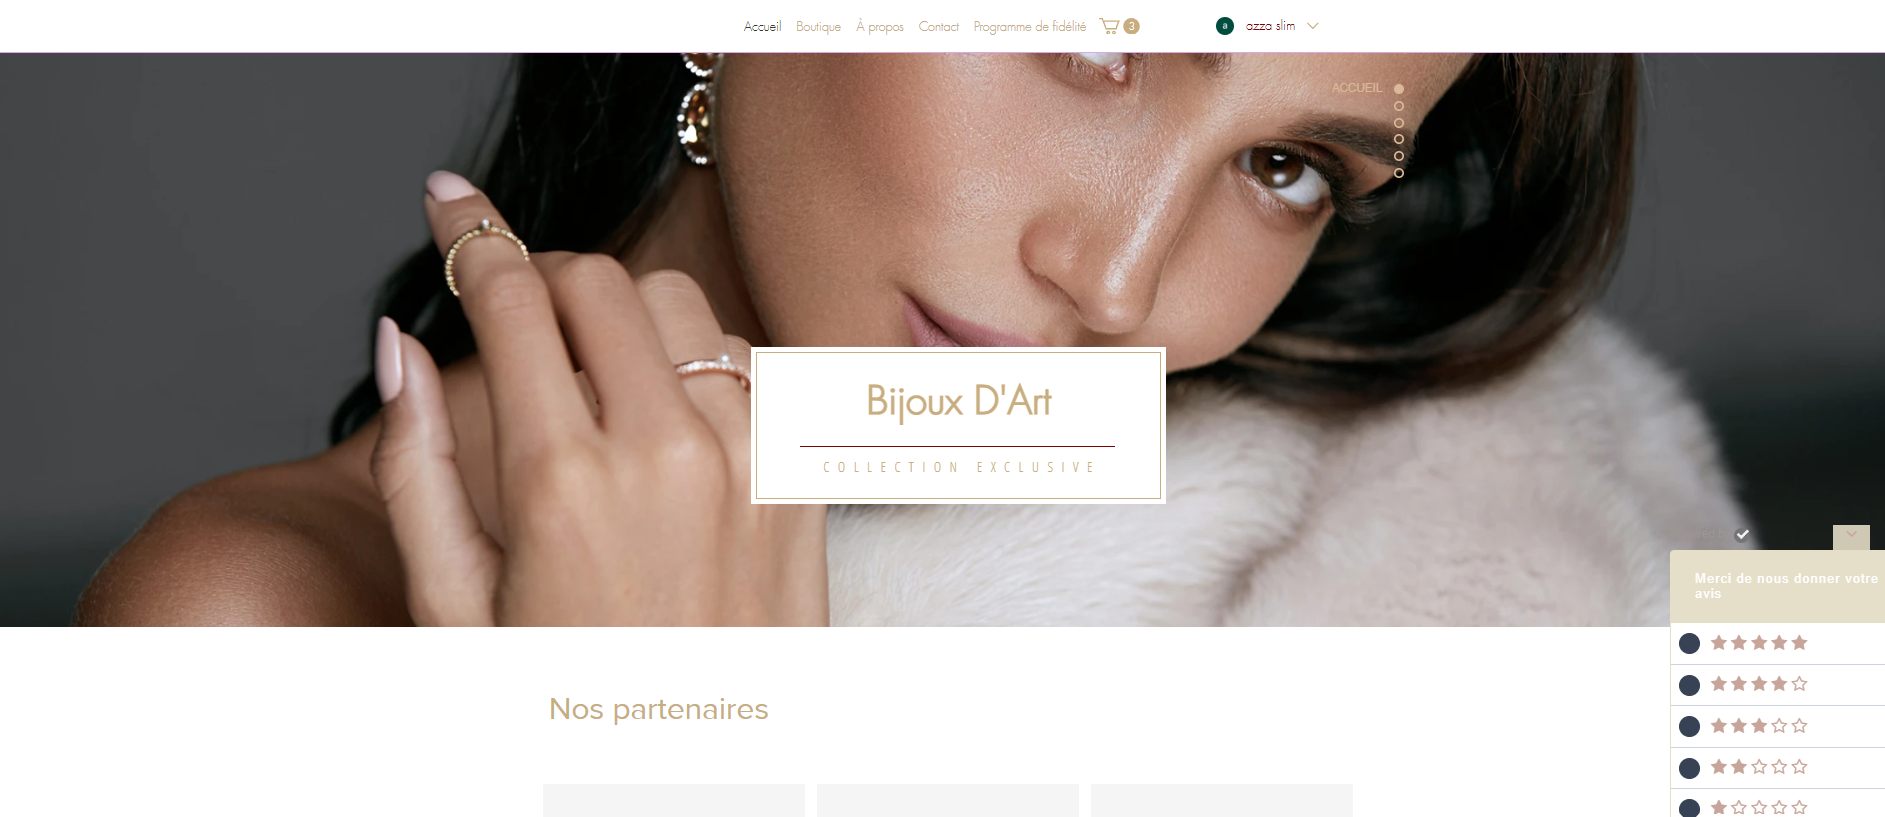 Accueil Boutique À propos Contact Programme de fidélité 3 a azza slim
ACCUEIL
Bijoux D'Art
COLLECTION EXCLUSIVE
Merci de nous donner votre
avis
Nos partenaires